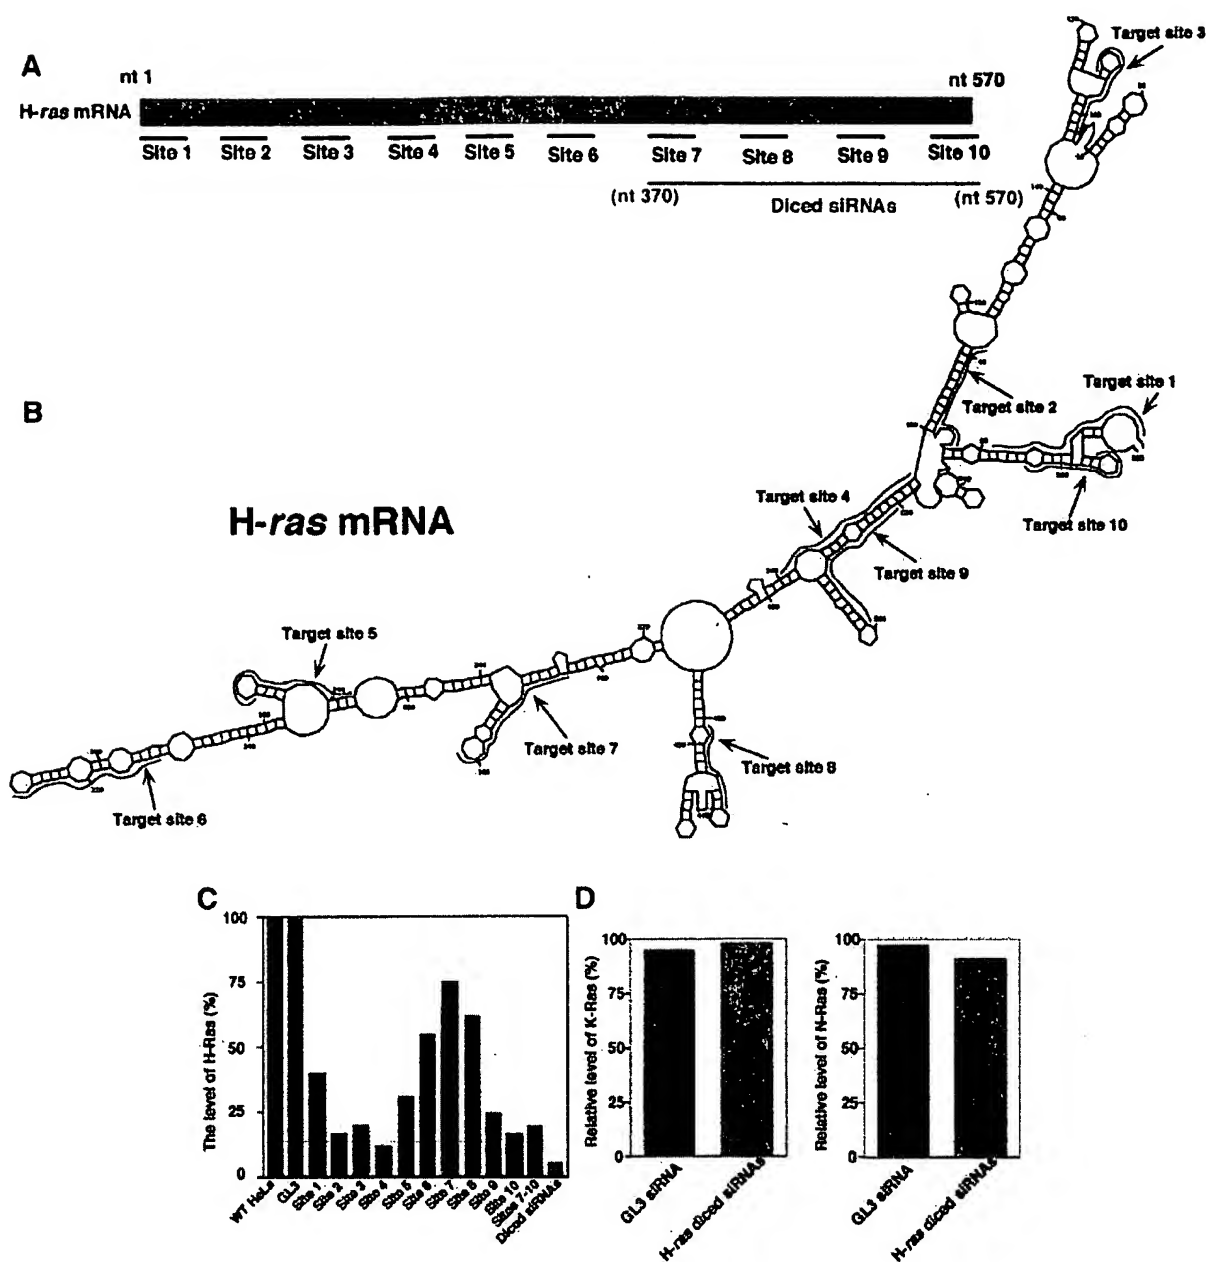 A
nt 1
nt 570
H-ras mRNA
Site 1 Site 2 Site 3 Site 4 Site 5 Site 6 Site 7 Site 8 Site 9 Site 10
(nt 370)
Diced siRNAs
(nt 570)
Target site 3
B
H-ras mRNA
Target site 1
Target site 2
Target site 4
Target site 10
Target site 9
Target site 5
Target site 7
Target site 8
Target site 6
C
The level of H-Ras (%)
100
75
50
25
0
WT HeLa
GL3
Site 1
Site 2
Site 3
Site 4
Site 5
Site 6
Site 7
Site 8
Site 9
Site 10
Sites 7-10
Diced siRNAs
D
Relative level of K-Ras (%)
100
75
50
25
0
GL3 siRNA
H-ras diced siRNAs
Relative level of N-Ras (%)
100
75
50
25
0
GL3 siRNA
H-ras diced siRNAs